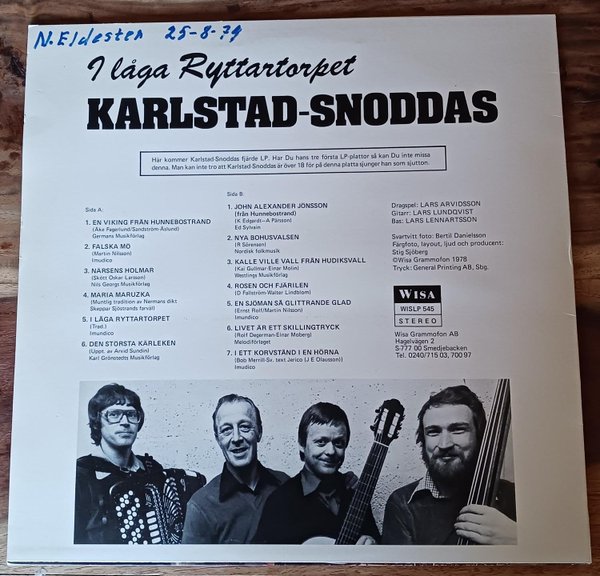 N. Eldesten 25-8-79
I låga Ryttartorpet
KARLSTAD-SNODDAS
Här kommer Karlstad-Snoddas fjärde LP. Har Du hans tre första LP-plattor så kan Du inte missa
denna. Man kan inte tro att Karlstad-Snoddas är över 18 för på denna platta sjunger han som sjutton.
Sida A:
1. EN VIKING FRÅN HUNNEBOSTRAND
(Åke Fagerlund/Sandström-Åslund)
Germans Musikförlag
2. FALSKA MÖ
(Martin Nilsson)
Imudico
3. NÄRSENS HOLMAR
(Skött Oskar Larsson)
Nils Georgs Musikförlag
4. MARIA MARUZKA
(Muntlig tradition av Nermans dikt
Skeppar Sjöstrands farväl)
5. I LÅGA RYTTARTORPET
(Trad.)
Imundico
6. DEN STÖRSTA KÄRLEKEN
(Uppt. av Arvid Sundin)
Karl Grönstedts Musikförlag
Sida B:
1. JOHN ALEXANDER JÖNSSON
(från Hunnebostrand)
(K Edgardt–A Pärsson)
Ed Sylvain
2. NYA BOHUSVALSEN
(R Sörensen)
Nordisk folkmusik
3. KALLE VILLE VALL FRÅN HUDIKSVALL
(Kai Gullmar-Einar Molin)
Westlings Musikförlag
4. ROSEN OCH FJÄRILEN
(O Fallström-Walter Lindblom)
5. EN SJÖMAN SÅ GLITTRANDE GLAD
(Ernst Rolf/Martin Nilsson)
Imudico
6. LIVET ÄR ETT SKILLINGTRYCK
(Rolf Dagerman-Einar Moberg)
Melodiförlaget
7. I ETT KORVSTÅND I EN HÖRNA
(Bob Merrill-Sv. text Jerico (J E Olausson))
Imudico
Dragspel: LARS ARVIDSSON
Gitarr: LARS LUNDQVIST
Bas: LARS LENNARTSSON
Svartvitt foto: Bertil Danielsson
Färgfoto, layout, ljud och producent:
Stig Sjöberg
©Wisa Grammofon 1978
Tryck: General Printing AB, Sbg.
WISA
WISLP 545
STEREO
Wisa Grammofon AB
Hagelvägen 2
S-777 00 Smedjebacken
Tel. 0240/715 03, 700 97